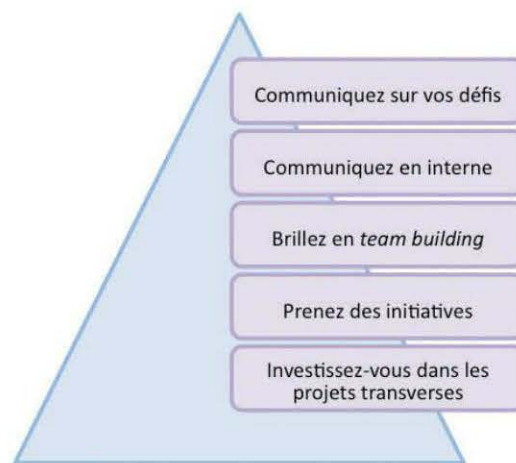 Communiquez sur vos défis
Communiquez en interne
Brillez en team building
Prenez des initiatives
Investissez-vous dans les
projets transverses